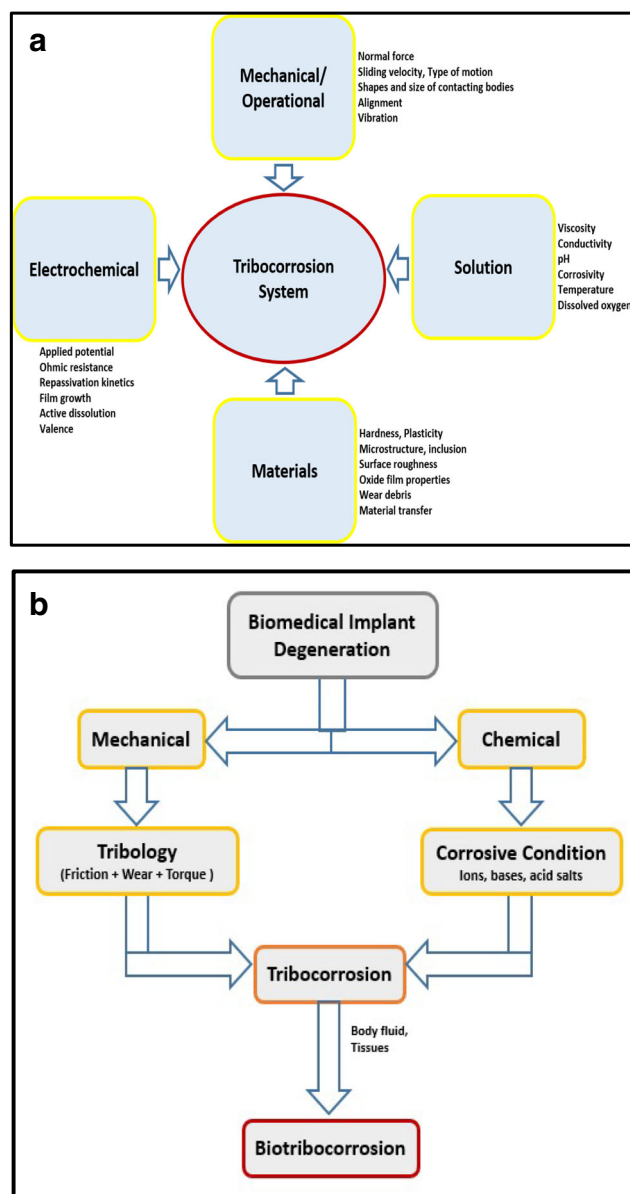 a
Mechanical/
Operational
Normal force
Sliding velocity, Type of motion
Shapes and size of contacting bodies
Alignment
Vibration
Electrochemical
Applied potential
Ohmic resistance
Repassivation kinetics
Film growth
Active dissolution
Valence
Tribocorrosion
System
Solution
Viscosity
Conductivity
pH
Corrosivity
Temperature
Dissolved oxygen
Materials
Hardness, Plasticity
Microstructure, inclusion
Surface roughness
Oxide film properties
Wear debris
Material transfer
b
Biomedical Implant
Degeneration
Mechanical
Chemical
Tribology
(Friction + Wear + Torque )
Corrosive Condition
Ions, bases, acid salts
Tribocorrosion
Body fluid,
Tissues
Biotribocorrosion